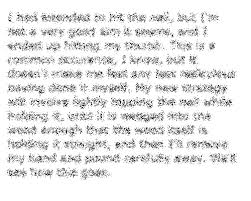 I had intended to hit the nail, but I'm
not a very good aim it seems, and I
ended up hitting my thumb. This is a
common occurence, I know, but it
doesn't make me feel any less ridiculous
having done it myself. My new strategy
will involve lightly tapping the nail while
holding it, until it is wedged into the
wood enough that the wood itself is
holding it straight, and then I'll remove
my hand and pound carefully away. We'll
see how this goes.